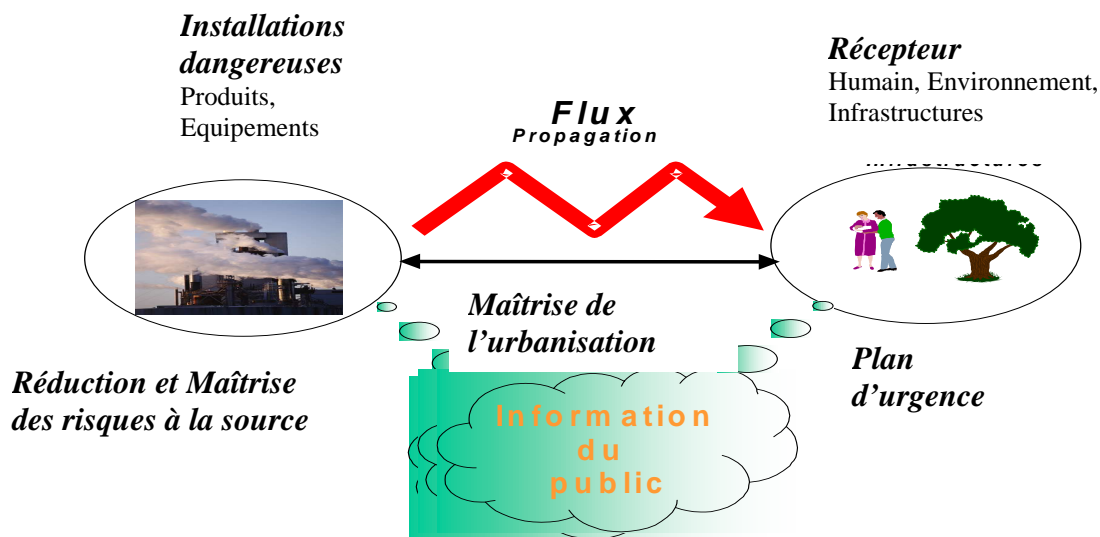 Installations
dangereuses
Produits,
Equipements
Flux
Propagation
Récepteur
Humain, Environnement,
Infrastructures
Infrastructures
Maîtrise de
l'urbanisation
Réduction et Maîtrise
des risques à la source
Plan
d'urgence
Information
du
public